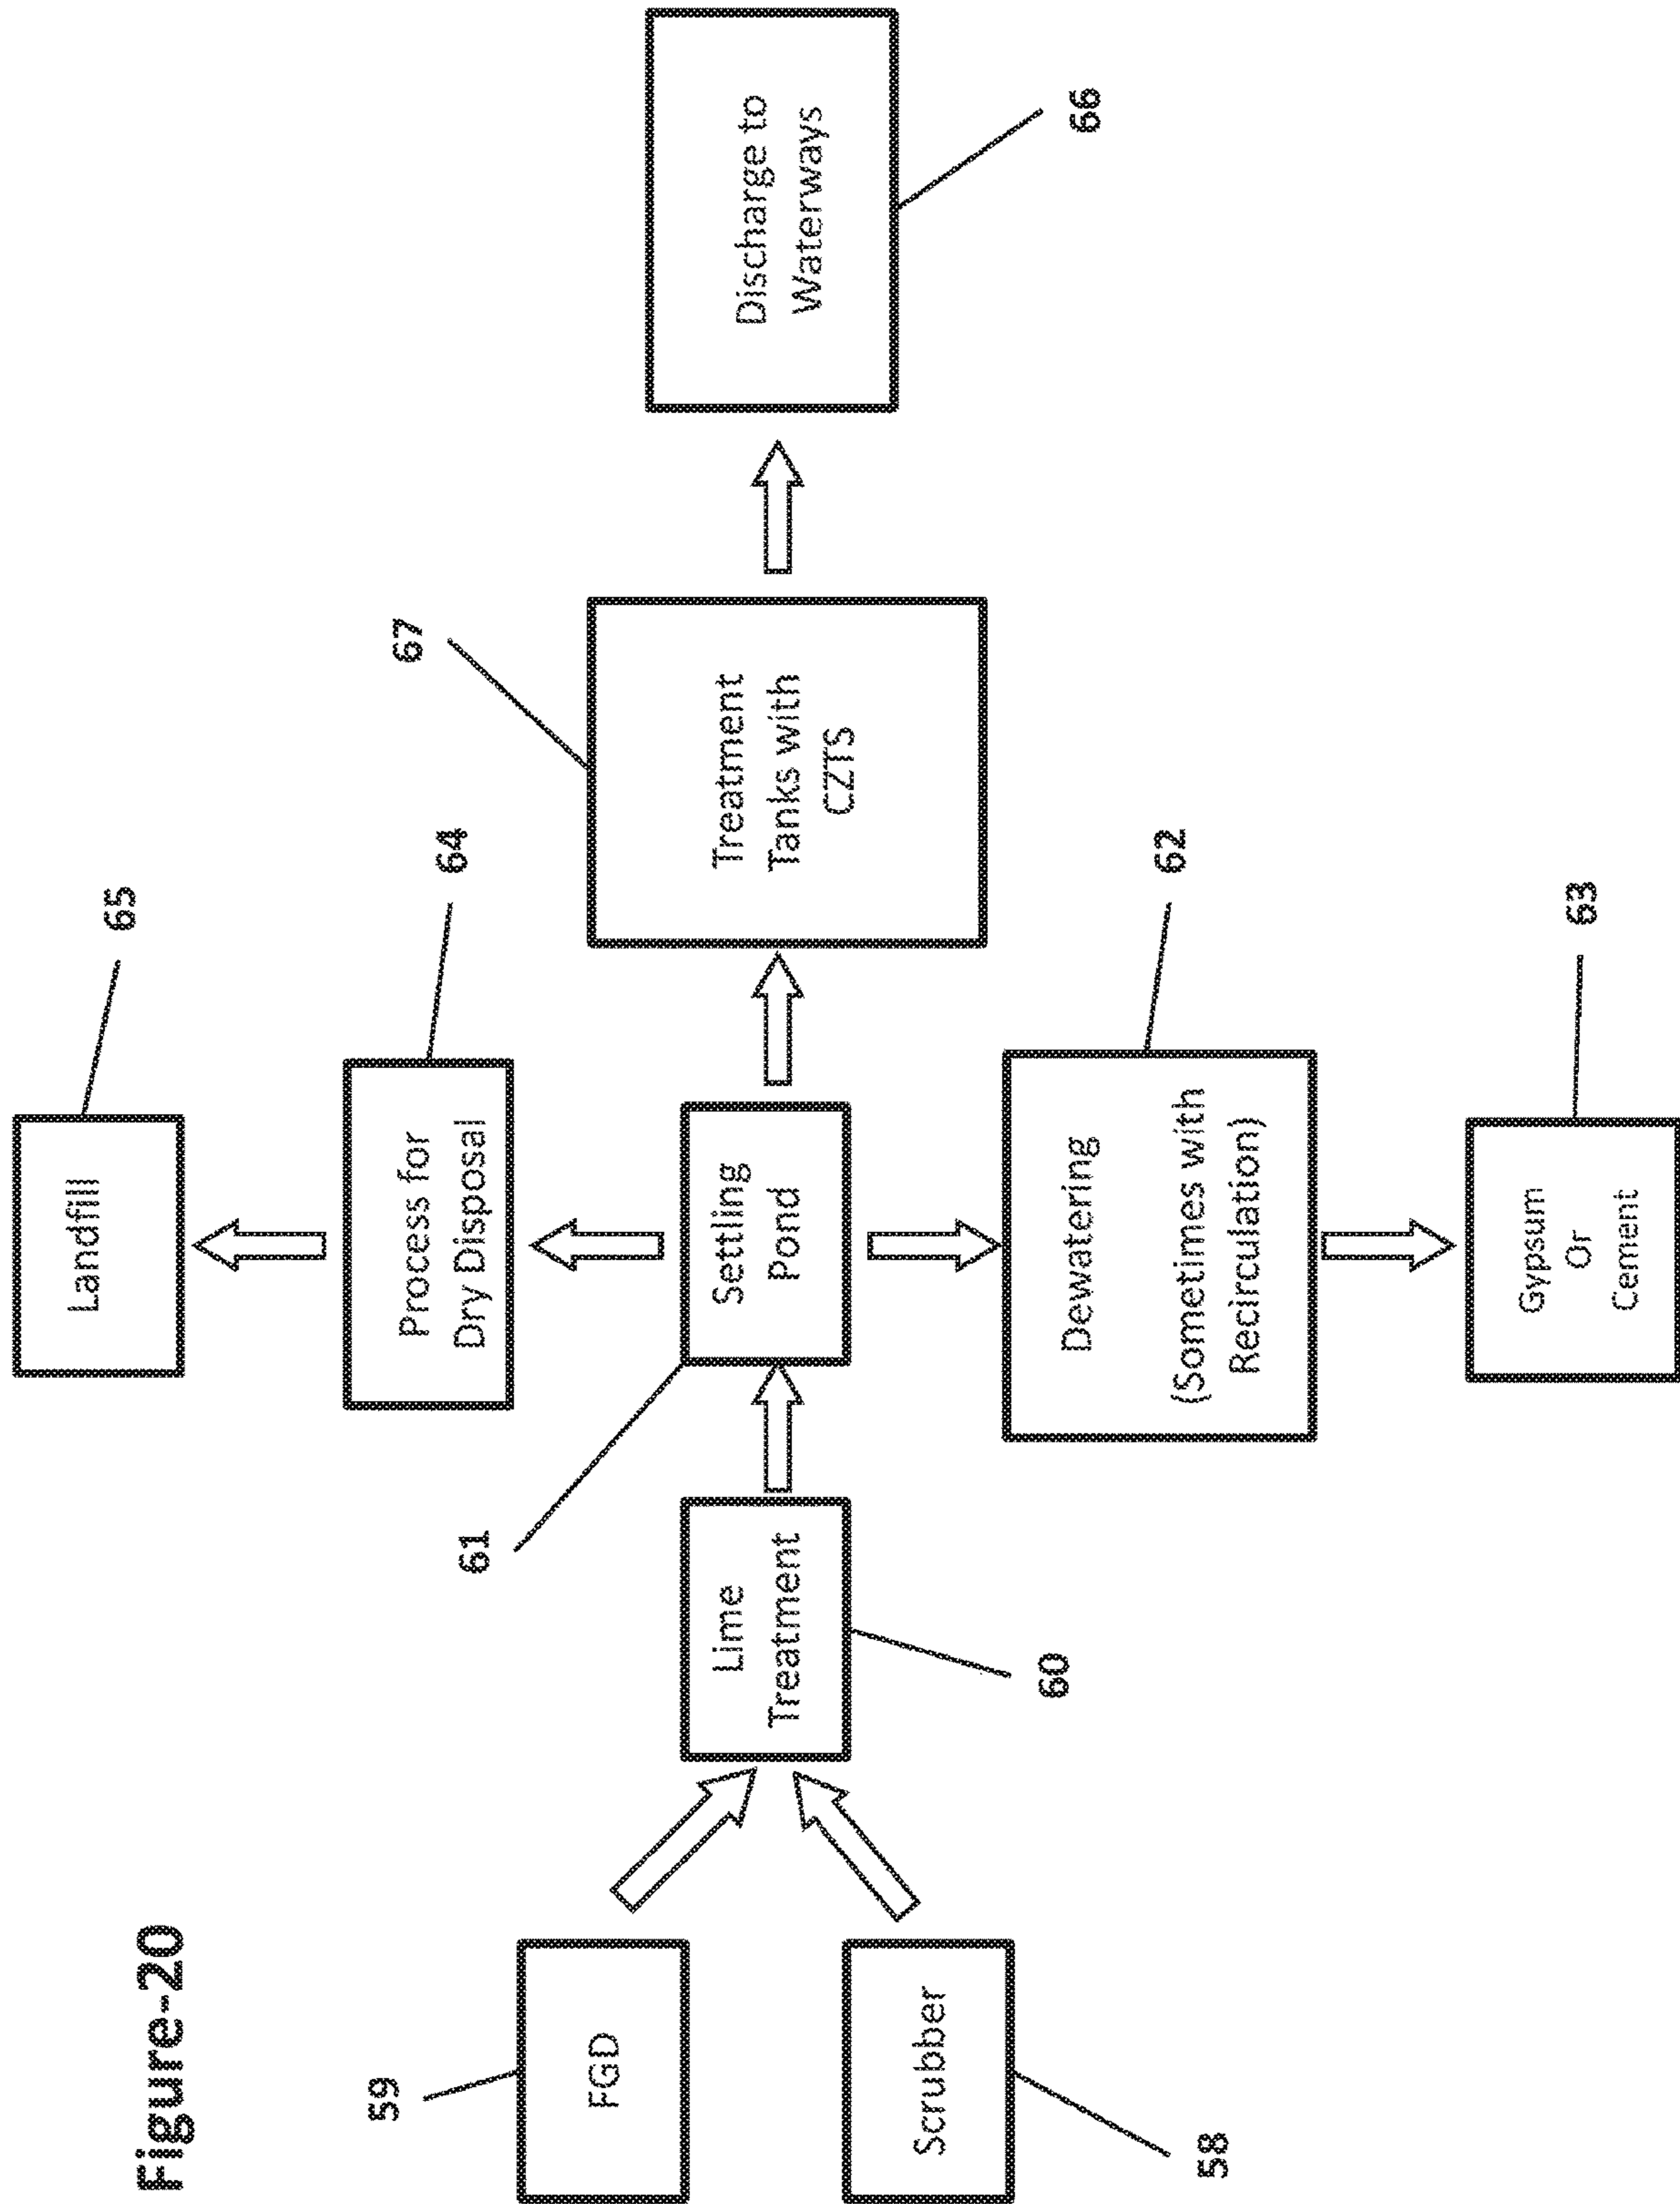 Figure-20
65
Landfill
64
Process for
Dry Disposal
67
59
FGD
61
Lime
Treatment
Settling
Pond
Treatment
Tanks with
CZTS
Discharge to
Waterways
66
60
Scrubber
58
62
Dewatering
(Sometimes with
Recirculation)
63
Gypsum
Or
Cement